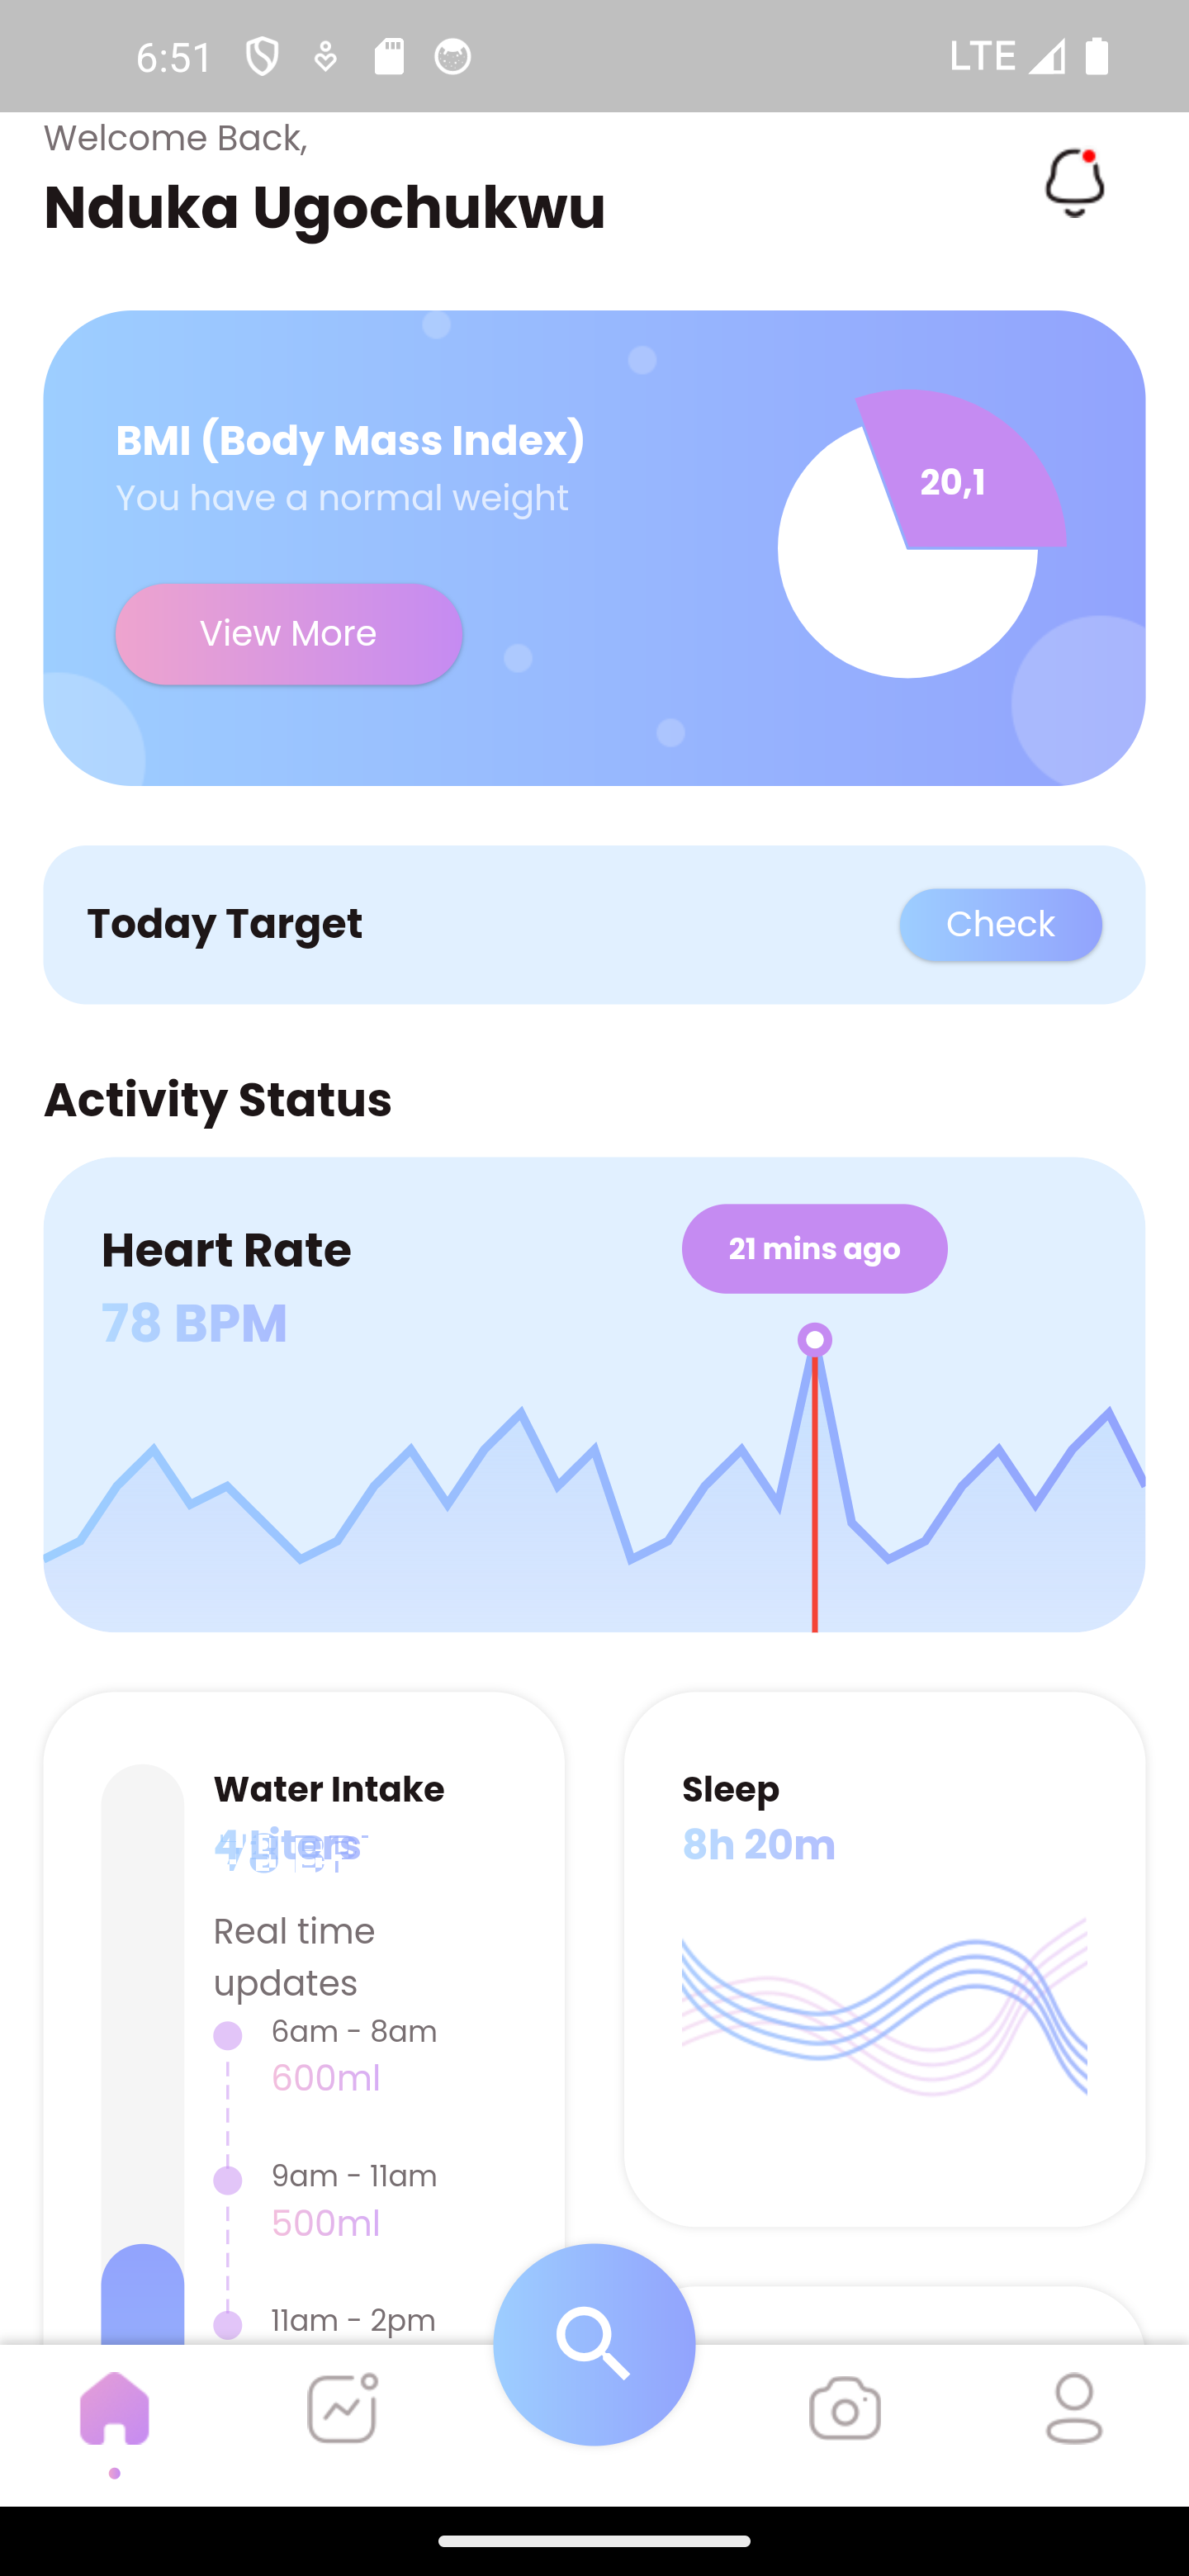 6:51
LTE
Welcome Back,
Nduka Ugochukwu
BMI (Body Mass Index)
You have a normal weight
View More
20,1
Today Target
Check
Activity Status
Heart Rate
78 BPM
21 mins ago
Water Intake
4 Liters
Real time
updates
6am - 8am
600ml
9am - 11am
500ml
11am - 2pm
Sleep
8h 20m